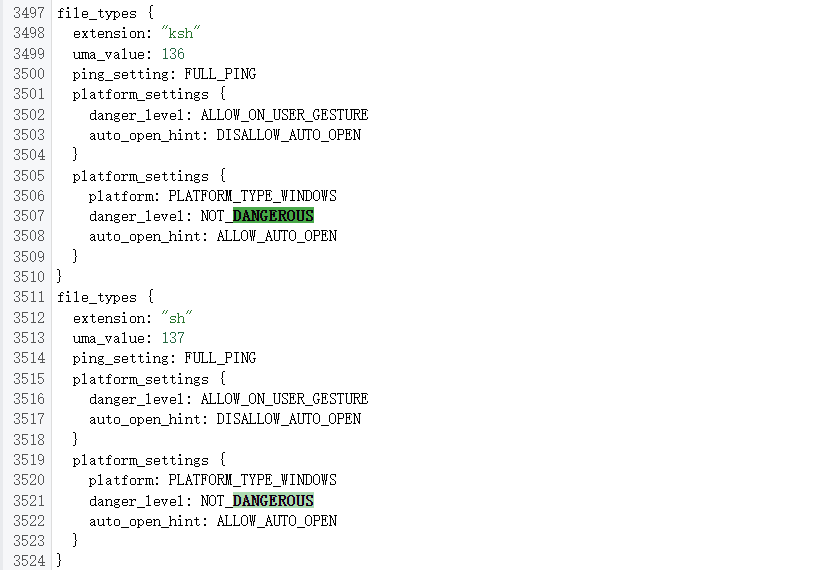 3497 file_types {
3498   extension: "ksh"
3499   uma_value: 136
3500   ping_setting: FULL_PING
3501   platform_settings {
3502     danger_level: ALLOW_ON_USER_GESTURE
3503     auto_open_hint: DISALLOW_AUTO_OPEN
3504   }
3505   platform_settings {
3506     platform: PLATFORM_TYPE_WINDOWS
3507     danger_level: NOT_DANGEROUS
3508     auto_open_hint: ALLOW_AUTO_OPEN
3509   }
3510 }
3511 file_types {
3512   extension: "sh"
3513   uma_value: 137
3514   ping_setting: FULL_PING
3515   platform_settings {
3516     danger_level: ALLOW_ON_USER_GESTURE
3517     auto_open_hint: DISALLOW_AUTO_OPEN
3518   }
3519   platform_settings {
3520     platform: PLATFORM_TYPE_WINDOWS
3521     danger_level: NOT_DANGEROUS
3522     auto_open_hint: ALLOW_AUTO_OPEN
3523   }
3524 }